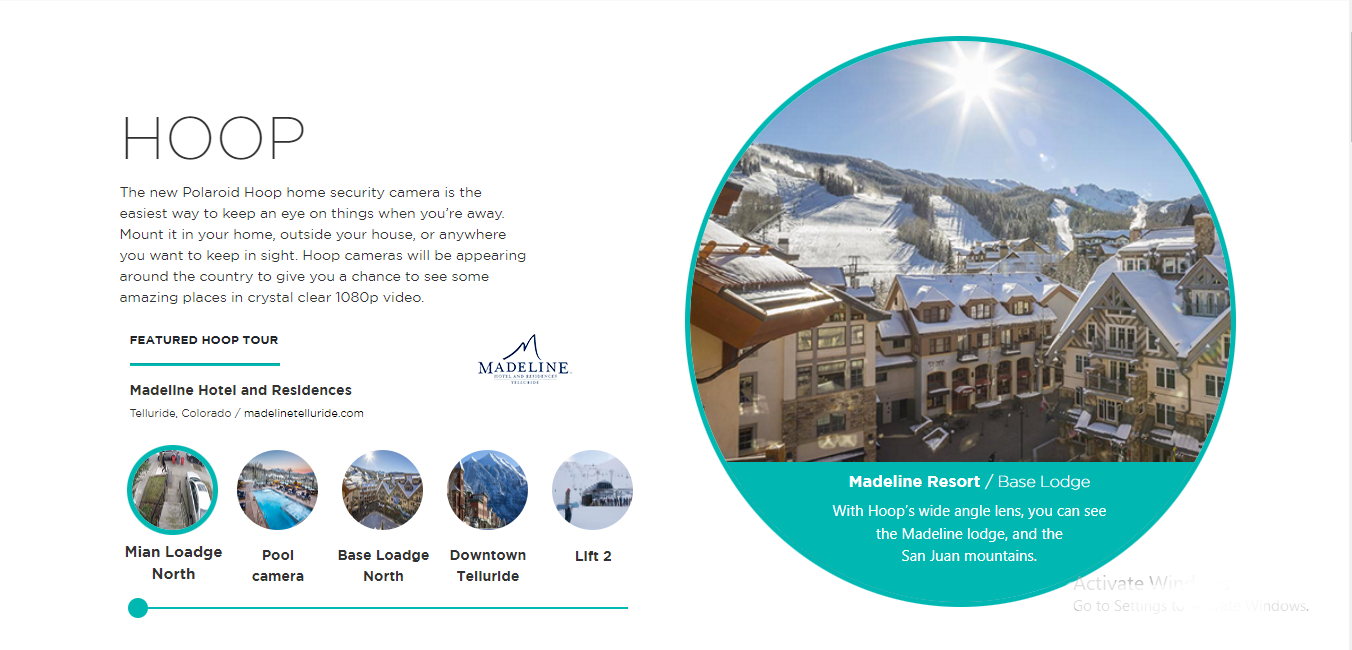 HOOP
The new Polaroid Hoop home security camera is the
easiest way to keep an eye on things when you're away.
Mount it in your home, outside your house, or anywhere
you want to keep in sight. Hoop cameras will be appearing
around the country to give you a chance to see some
amazing places in crystal clear 1080p video.
FEATURED HOOP TOUR
MADELINE
HOTEL AND RESIDENCES
TELLURIDE
Madeline Hotel and Residences
Telluride, Colorado / madelinetelluride.com
Mian Loadge
North
Pool
camera
Base Loadge
North
Downtown
Telluride
Lift 2
Madeline Resort / Base Lodge
With Hoop's wide angle lens, you can see
the Madeline lodge, and the
San Juan mountains.
Activate
Go to Settings to Windows.